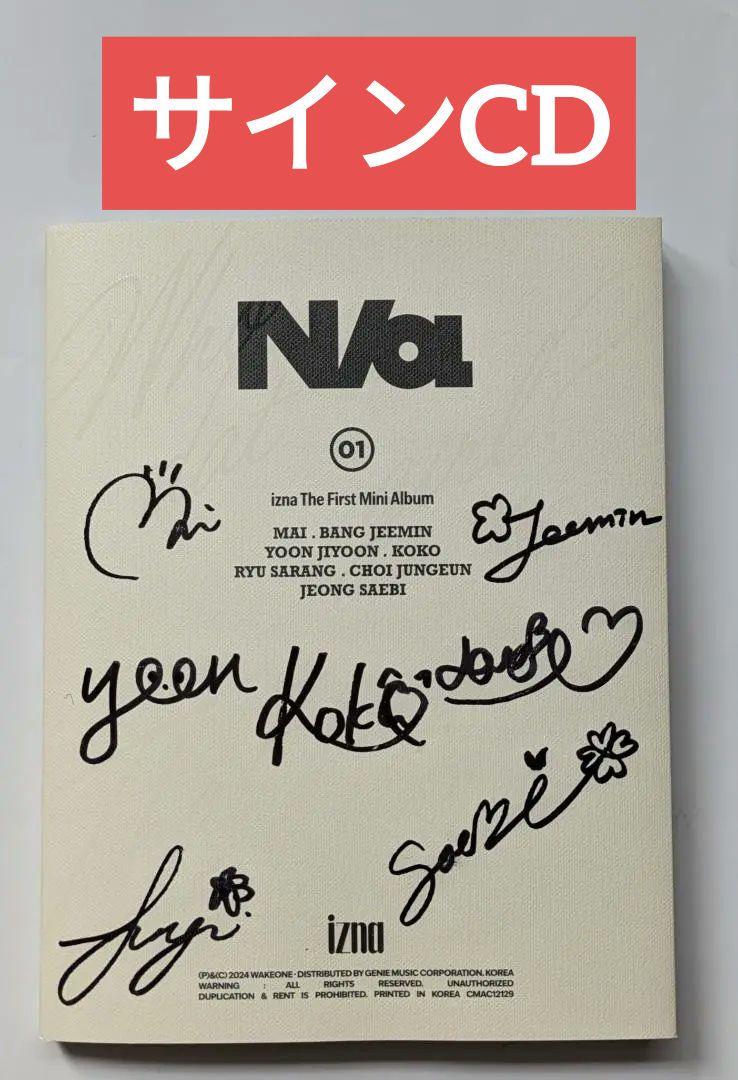 サインCD
N/a
01
izna The First Mini Album
MAI . BANG JEEMIN
YOON JIYOON . KOKO
RYU SARANG . CHOI JUNGEUN
JEONG SAEBI
Mai
Jeemin
yoon
Koko
Saebi
izna
(P)&(C) 2024 WAKEONE · DISTRIBUTED BY GENIE MUSIC CORPORATION. KOREA
WARNING : ALL RIGHTS RESERVED. UNAUTHORIZED
DUPLICATION & RENT IS PROHIBITED. PRINTED IN KOREA CMAC12129